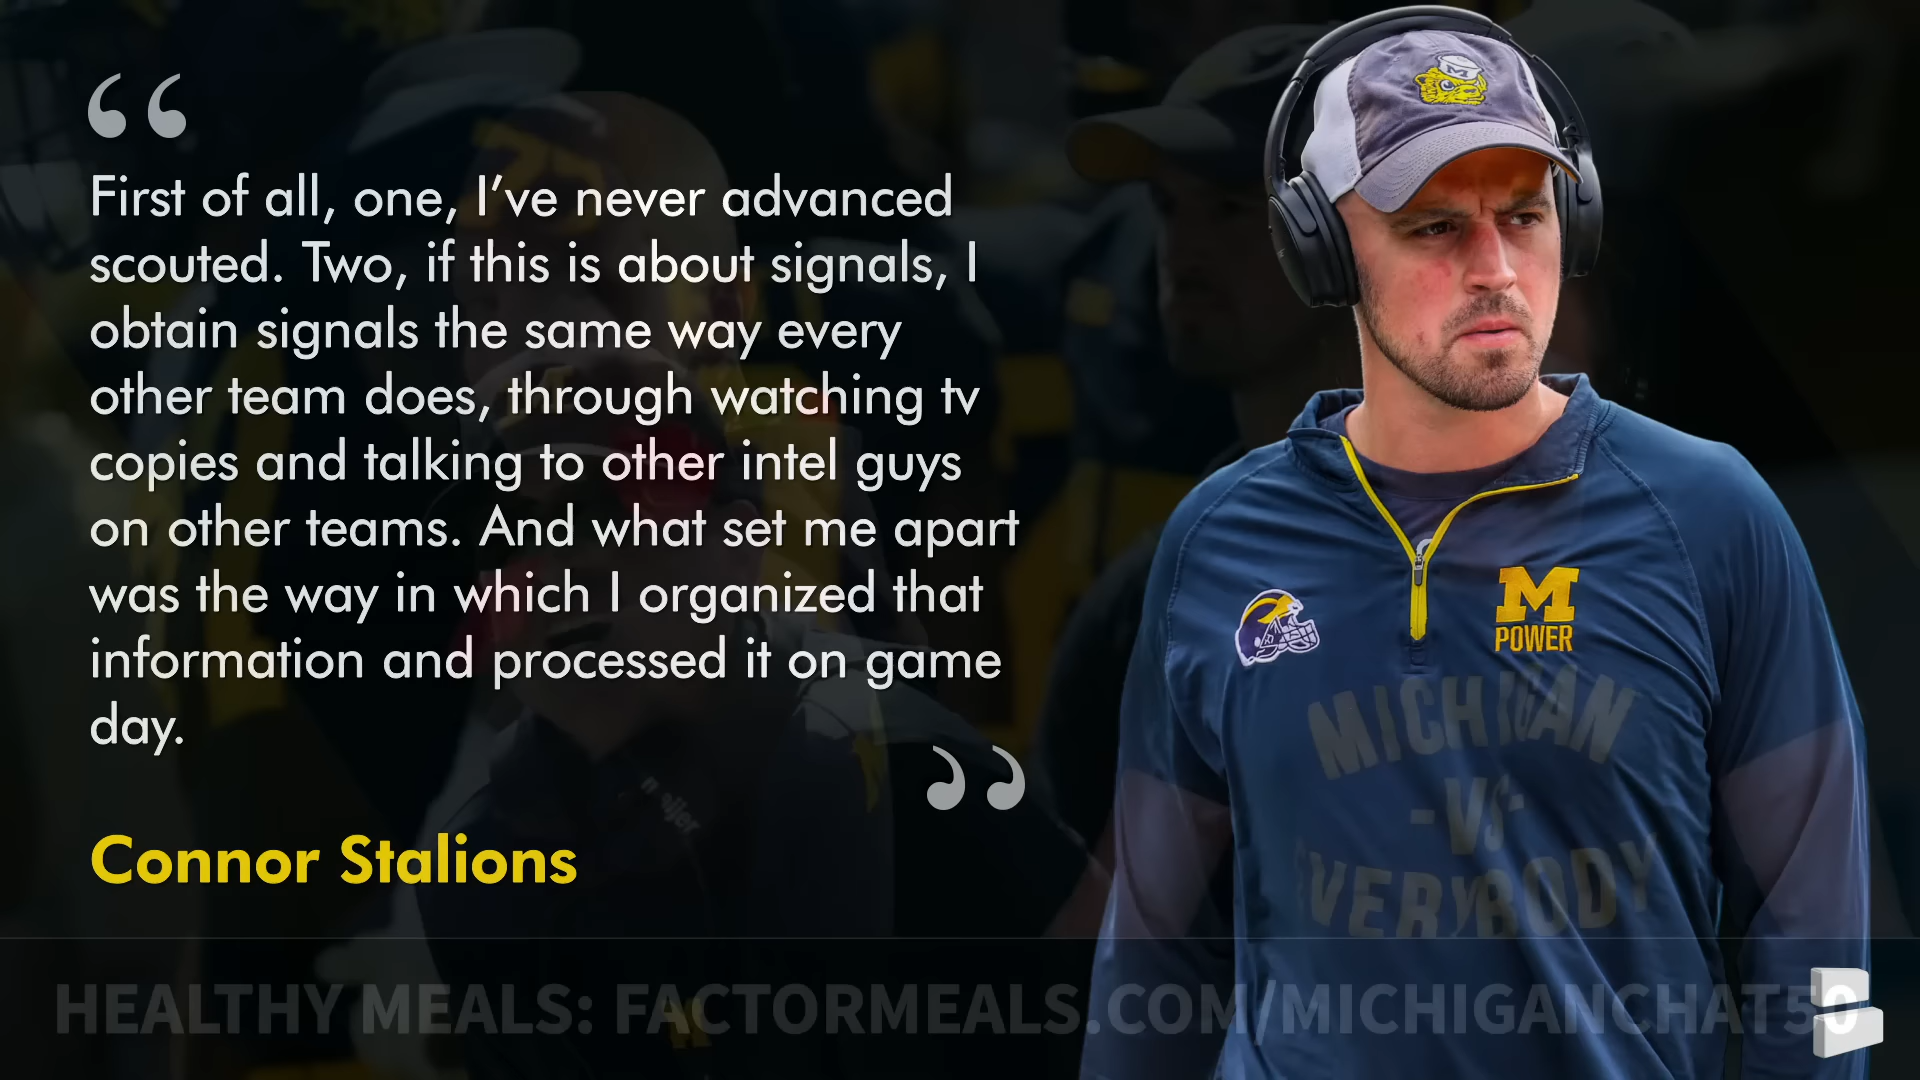 “
First of all, one, I’ve never advanced
scouted. Two, if this is about signals, I
obtain signals the same way every
other team does, through watching tv
copies and talking to other intel guys
on other teams. And what set me apart
was the way in which I organized that
information and processed it on game
day.
”
Connor Stalions
M
M
POWER
MICHIGAN
-VS-
EVERYBODY
meijer
HEALTHY MEALS: FACTORMEALS.COM/MICHIGANCHAT50